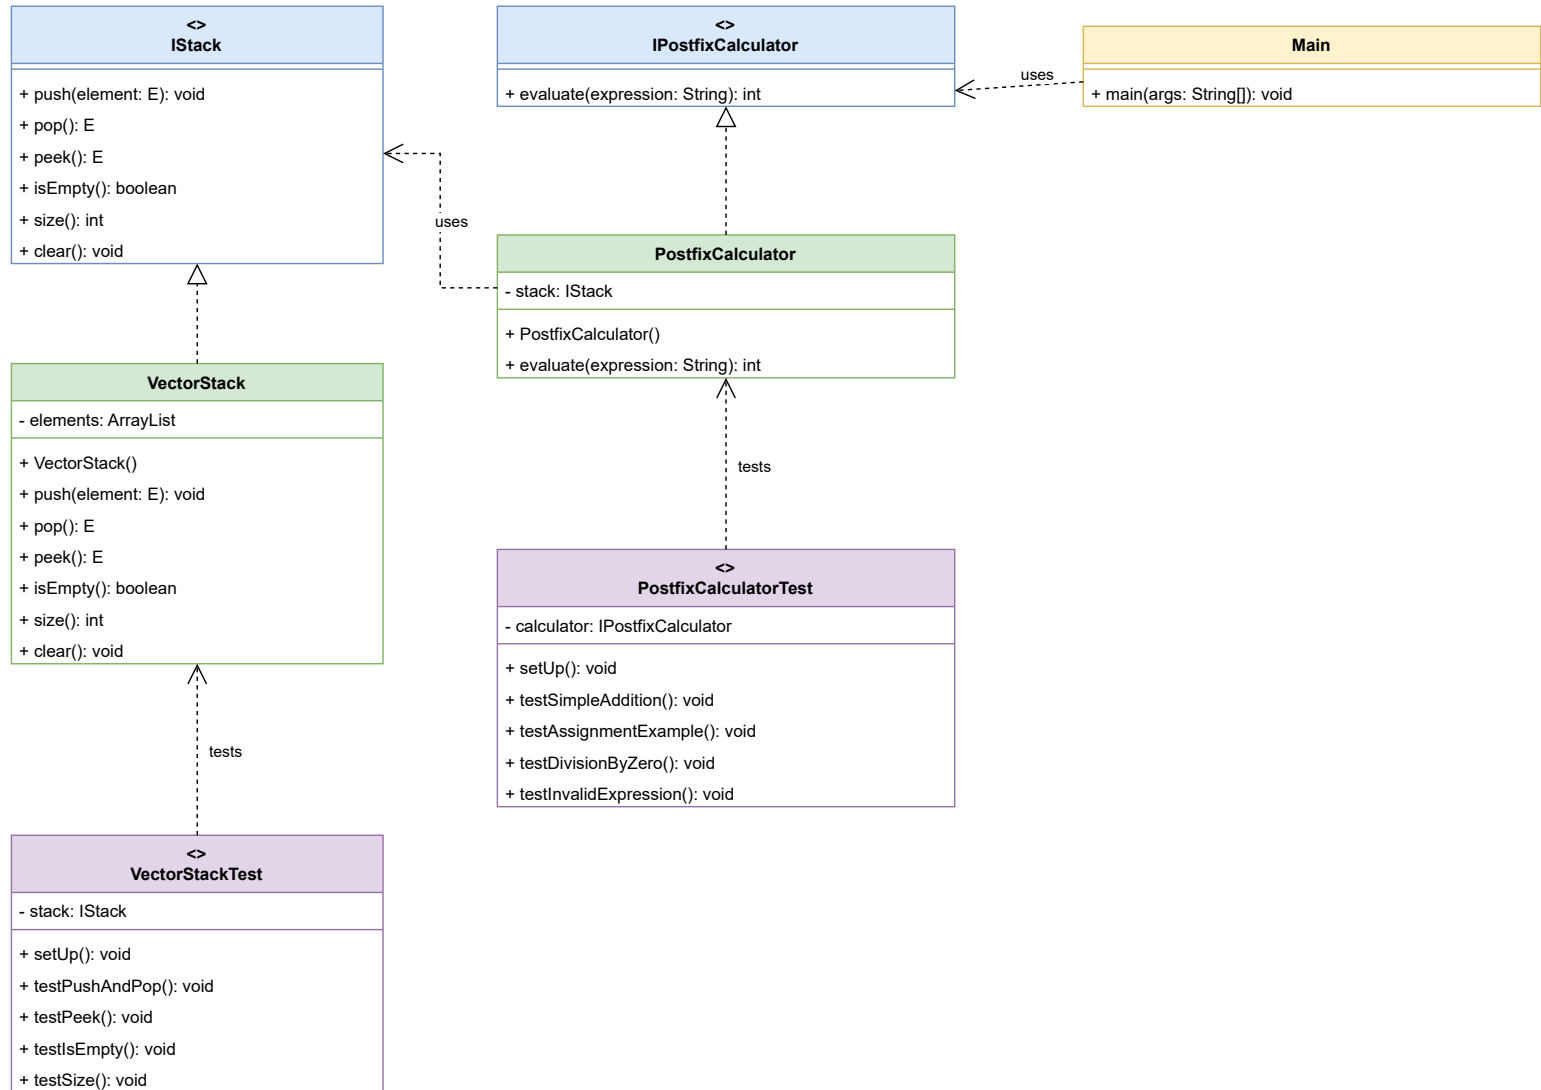 <>
IStack
+ push(element: E): void
+ pop(): E
+ peek(): E
+ isEmpty(): boolean
+ size(): int
+ clear(): void
<>
IPostfixCalculator
+ evaluate(expression: String): int
Main
+ main(args: String[]): void
uses
uses
PostfixCalculator
- stack: IStack
+ PostfixCalculator()
+ evaluate(expression: String): int
VectorStack
- elements: ArrayList
+ VectorStack()
+ push(element: E): void
+ pop(): E
+ peek(): E
+ isEmpty(): boolean
+ size(): int
+ clear(): void
tests
<>
PostfixCalculatorTest
- calculator: IPostfixCalculator
+ setUp(): void
+ testSimpleAddition(): void
+ testAssignmentExample(): void
+ testDivisionByZero(): void
+ testInvalidExpression(): void
tests
<>
VectorStackTest
- stack: IStack
+ setUp(): void
+ testPushAndPop(): void
+ testPeek(): void
+ testIsEmpty(): void
+ testSize(): void